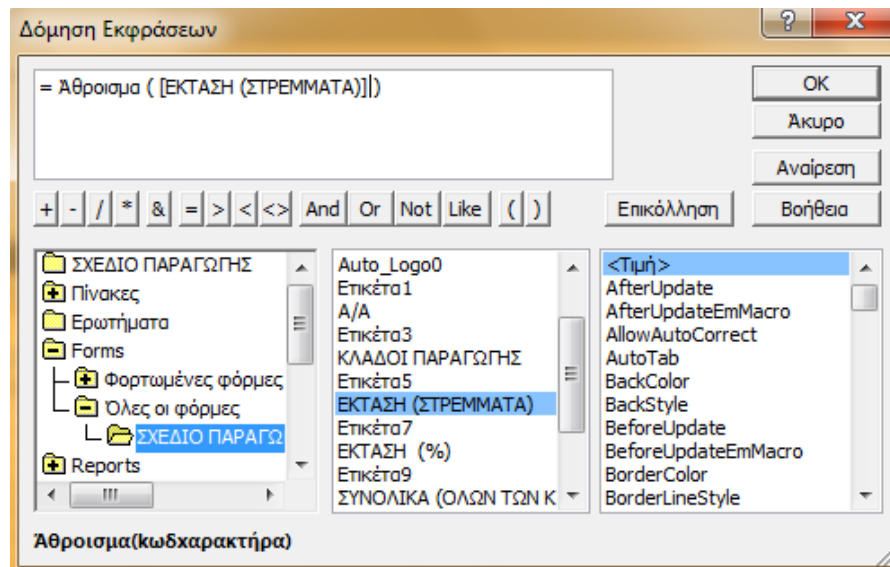 Δόμηση Εκφράσεων
= Άθροισμα ( [ΕΚΤΑΣΗ (ΣΤΡΕΜΜΑΤΑ)] )
OK
Άκυρο
Αναίρεση
+ - / * & = > < <> And Or Not Like ( ) Επικόλληση Βοήθεια
ΣΧΕΔΙΟ ΠΑΡΑΓΩΓΗΣ
Πίνακες
Ερωτήματα
Forms
Φορτωμένες φόρμες
Όλες οι φόρμες
ΣΧΕΔΙΟ ΠΑΡΑΓΩ
Reports
Auto_Logo0
Ετικέτα1
Α/Α
Ετικέτα3
ΚΛΑΔΟΙ ΠΑΡΑΓΩΓΗΣ
Ετικέτα5
ΕΚΤΑΣΗ (ΣΤΡΕΜΜΑΤΑ)
Ετικέτα7
ΕΚΤΑΣΗ (%)
Ετικέτα9
ΣΥΝΟΛΙΚΑ (ΟΛΩΝ ΤΩΝ Κ
<Τιμή>
AfterUpdate
AfterUpdateEmMacro
AllowAutoCorrect
AutoTab
BackColor
BackStyle
BeforeUpdate
BeforeUpdateEmMacro
BorderColor
BorderLineStyle
Άθροισμα(kωδxαρακτήρα)